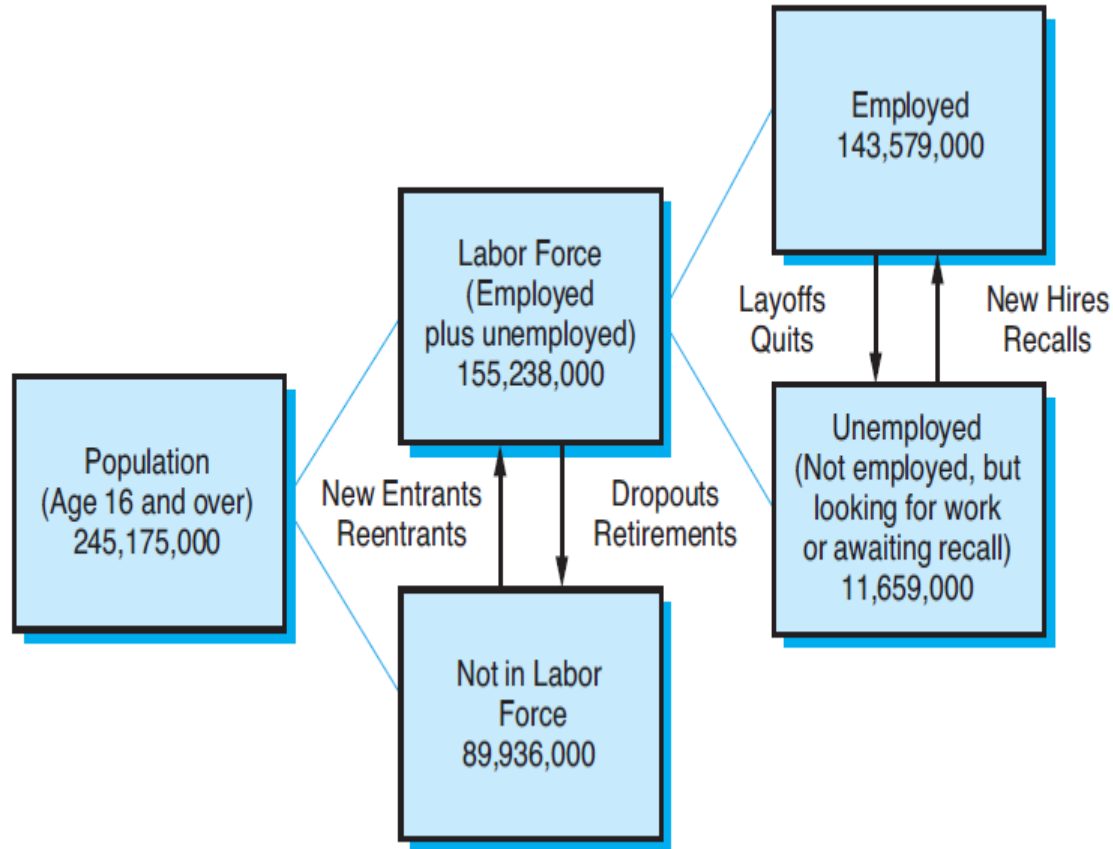 Employed
143,579,000
Labor Force
(Employed
plus unemployed)
155,238,000
Layoffs
Quits
New Hires
Recalls
Population
(Age 16 and over)
245,175,000
New Entrants
Reentrants
Dropouts
Retirements
Unemployed
(Not employed, but
looking for work
or awaiting recall)
11,659,000
Not in Labor
Force
89,936,000